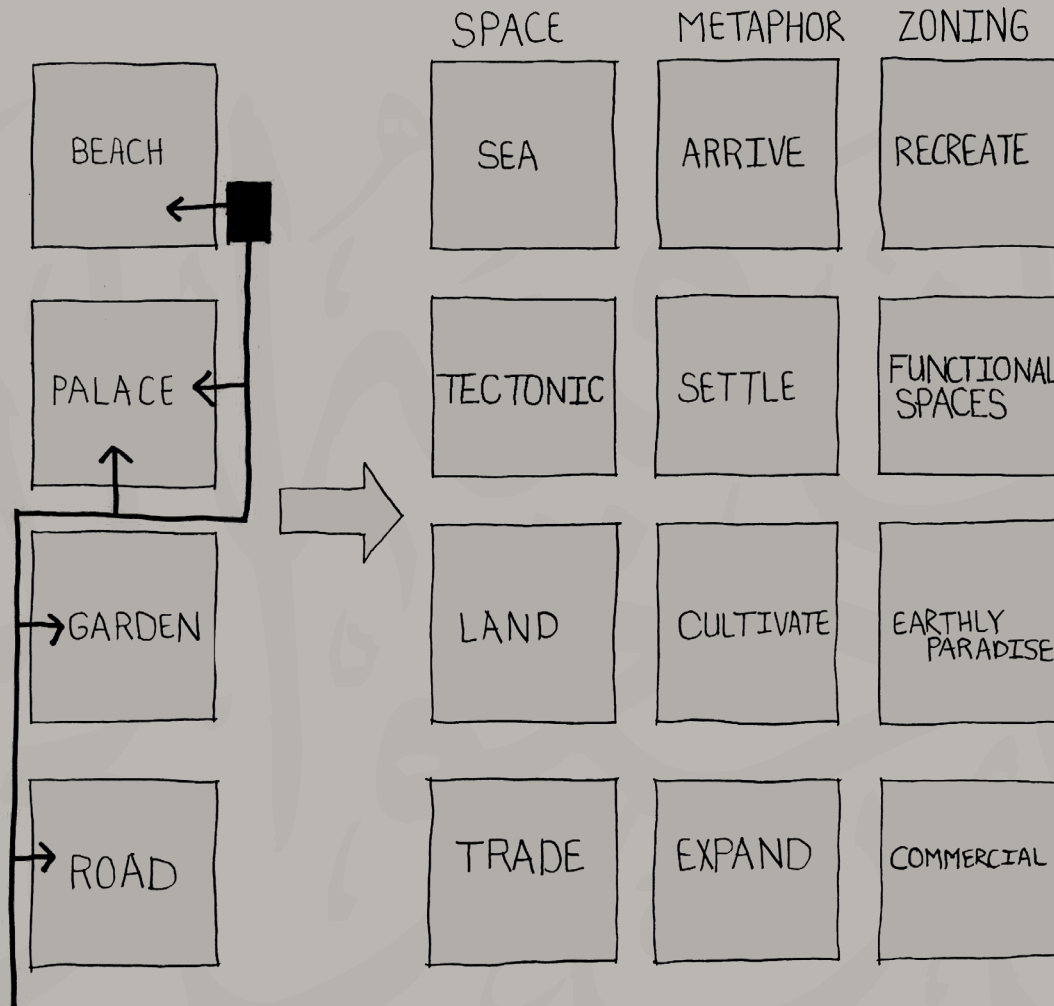 SPACE METAPHOR ZONING
BEACH SEA ARRIVE RECREATE
PALACE TECTONIC SETTLE FUNCTIONAL
SPACES
GARDEN LAND CULTIVATE EARTHLY
PARADISE
ROAD TRADE EXPAND COMMERCIAL